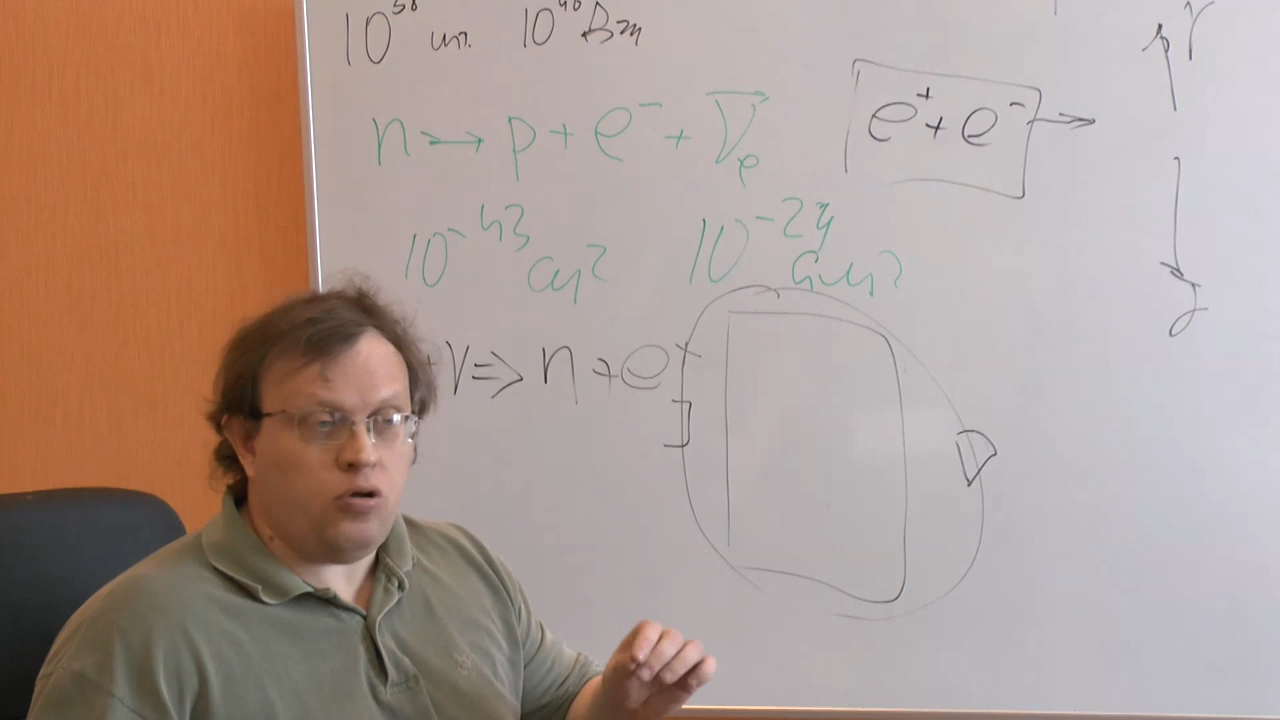 10⁵⁸ шт. 10⁴⁰ Вт
n → p + e⁻ + ν̅ₑ
e⁺ + e⁻ →
10⁻⁴³ см² 10⁻²⁴ см²
ν ⇒ n + e